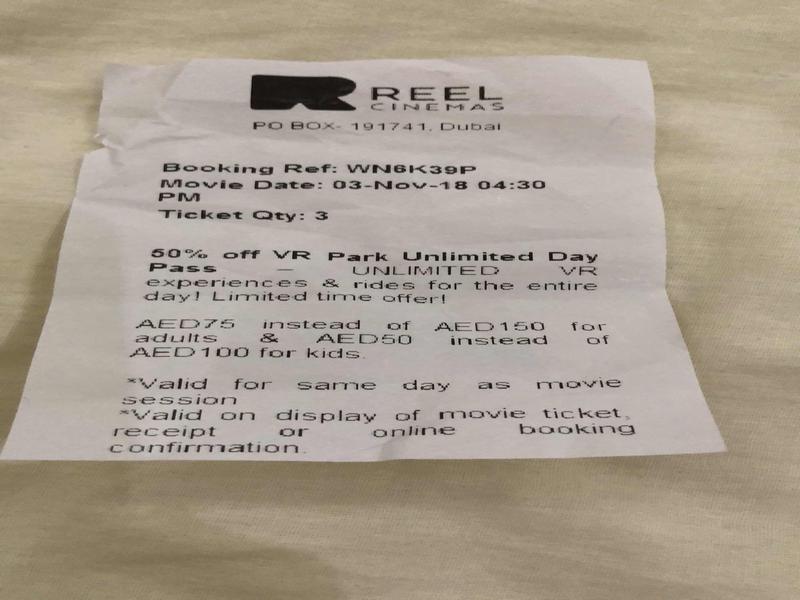 REEL
CINEMAS
PO BOX- 191741, Dubai
Booking Ref: WN6K39P
Movie Date: 03-Nov-18 04:30
PM
Ticket Qty: 3
50% off VR Park Unlimited Day
Pass – UNLIMITED VR
experiences & rides for the entire
day! Limited time offer!
AED75 instead of AED150 for
adults & AED50 instead of
AED100 for kids.
*Valid for same day as movie
session
*Valid on display of movie ticket,
receipt or online booking
confirmation.